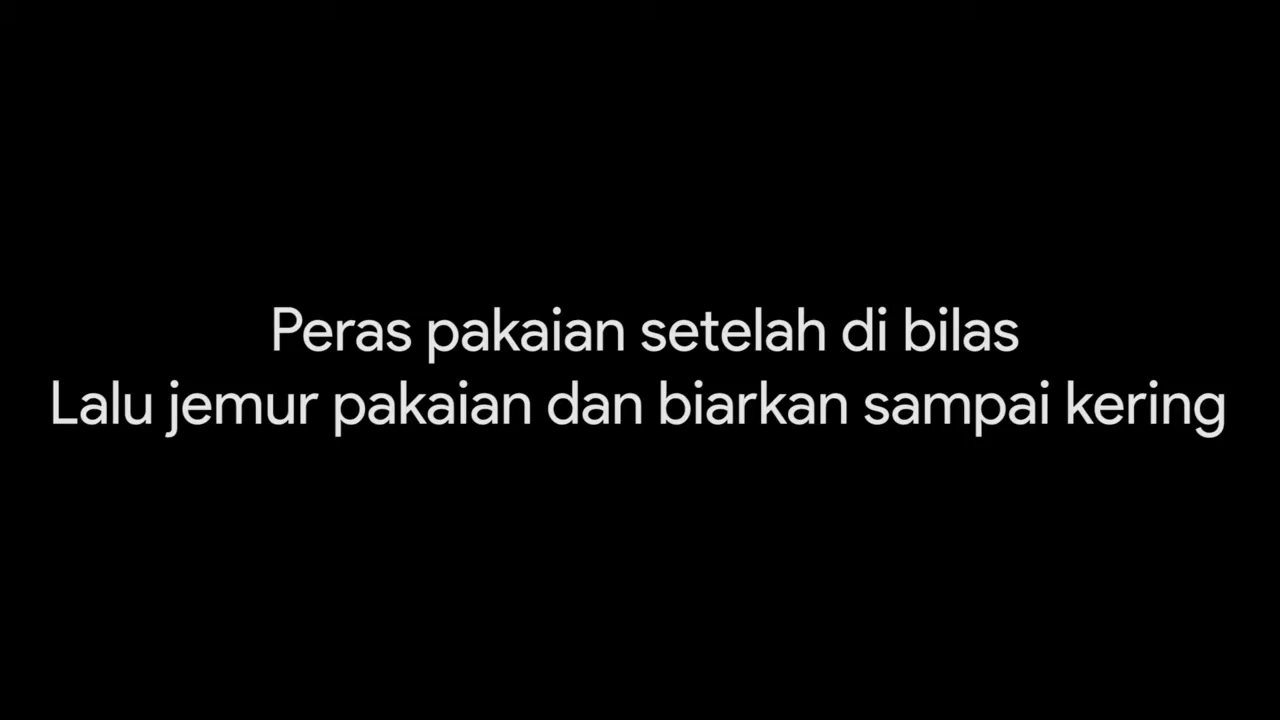 Peras pakaian setelah di bilas
Lalu jemur pakaian dan biarkan sampai kering